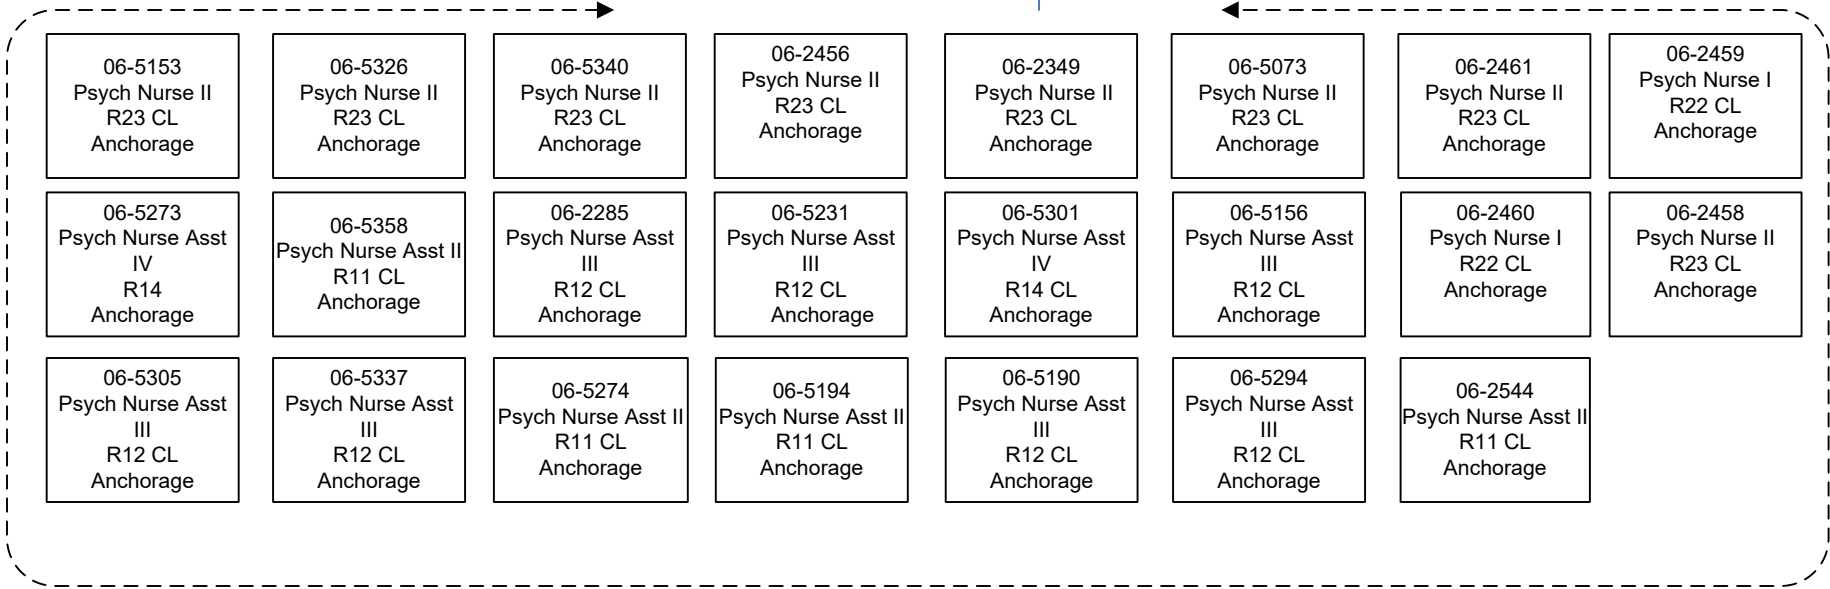 06-5153
Psych Nurse II
R23 CL
Anchorage
06-5326
Psych Nurse II
R23 CL
Anchorage
06-5340
Psych Nurse II
R23 CL
Anchorage
06-2456
Psych Nurse II
R23 CL
Anchorage
06-2349
Psych Nurse II
R23 CL
Anchorage
06-5073
Psych Nurse II
R23 CL
Anchorage
06-2461
Psych Nurse II
R23 CL
Anchorage
06-2459
Psych Nurse I
R22 CL
Anchorage
06-5273
Psych Nurse Asst
IV
R14
Anchorage
06-5358
Psych Nurse Asst II
R11 CL
Anchorage
06-2285
Psych Nurse Asst
III
R12 CL
Anchorage
06-5231
Psych Nurse Asst
III
R12 CL
Anchorage
06-5301
Psych Nurse Asst
IV
R14 CL
Anchorage
06-5156
Psych Nurse Asst
III
R12 CL
Anchorage
06-2460
Psych Nurse I
R22 CL
Anchorage
06-2458
Psych Nurse II
R23 CL
Anchorage
06-5305
Psych Nurse Asst
III
R12 CL
Anchorage
06-5337
Psych Nurse Asst
III
R12 CL
Anchorage
06-5274
Psych Nurse Asst II
R11 CL
Anchorage
06-5194
Psych Nurse Asst II
R11 CL
Anchorage
06-5190
Psych Nurse Asst
III
R12 CL
Anchorage
06-5294
Psych Nurse Asst
III
R12 CL
Anchorage
06-2544
Psych Nurse Asst II
R11 CL
Anchorage